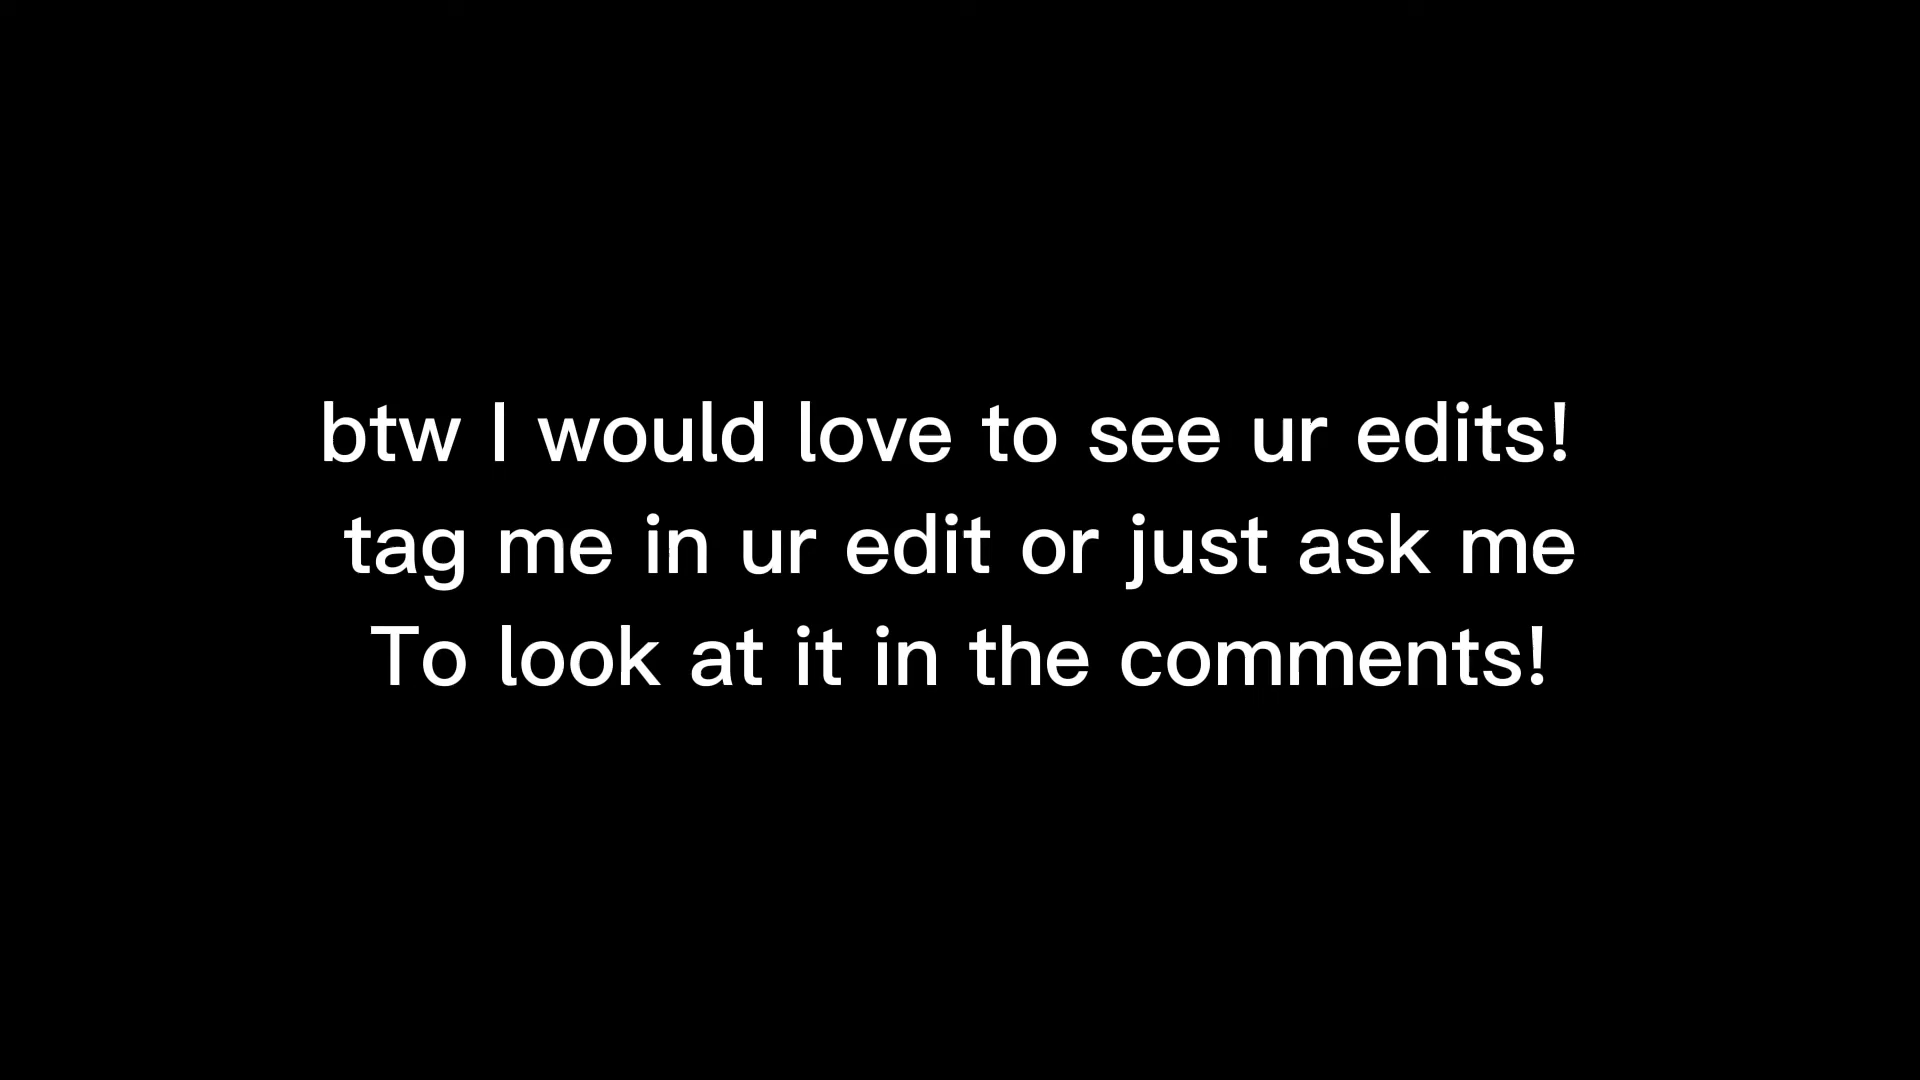 btw I would love to see ur edits!
tag me in ur edit or just ask me
To look at it in the comments!